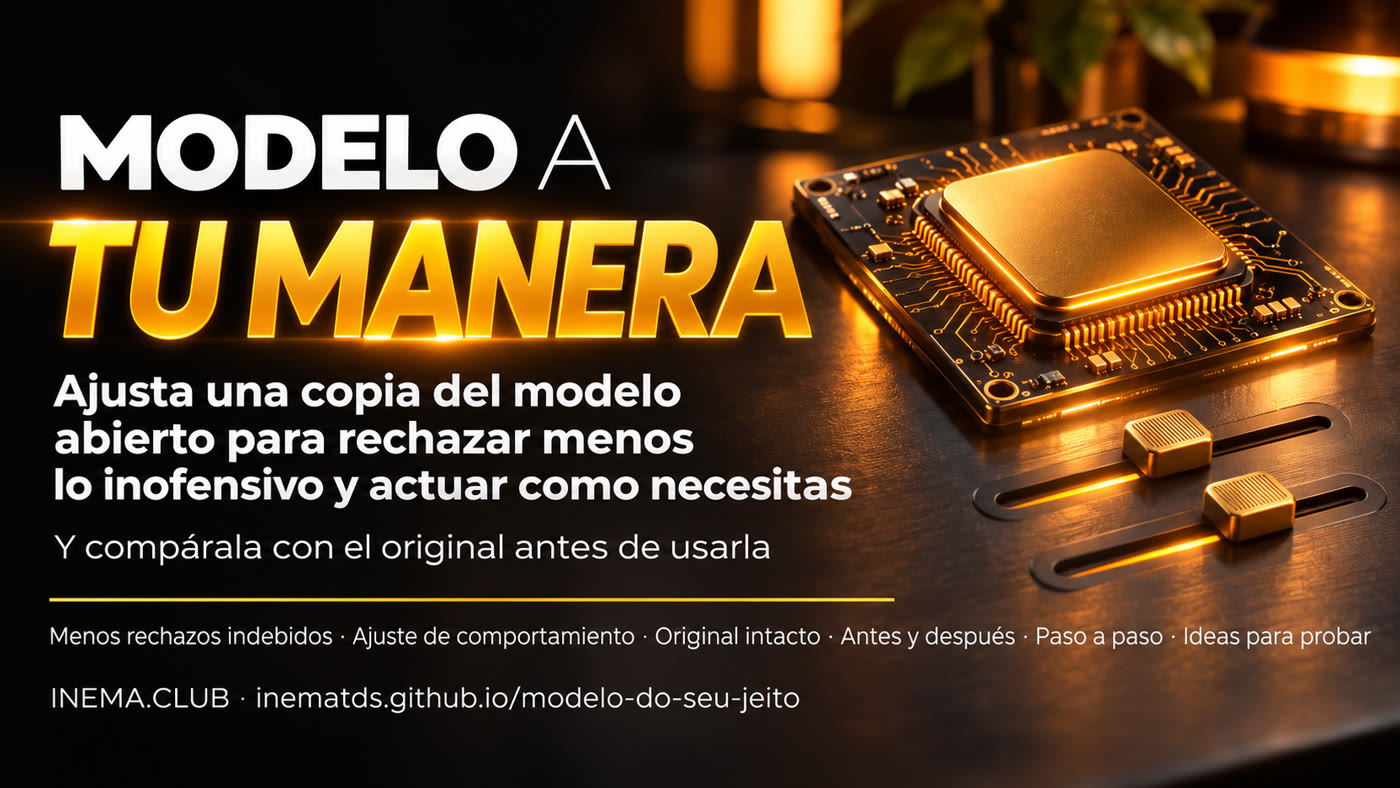 MODELO A
TU MANERA
Ajusta una copia del modelo
abierto para rechazar menos
lo inofensivo y actuar como necesitas
Y compárala con el original antes de usarla
Menos rechazos indebidos · Ajuste de comportamiento · Original intacto · Antes y después · Paso a paso · Ideas para probar
INEMA.CLUB · inematds.github.io/modelo-do-seu-jeito